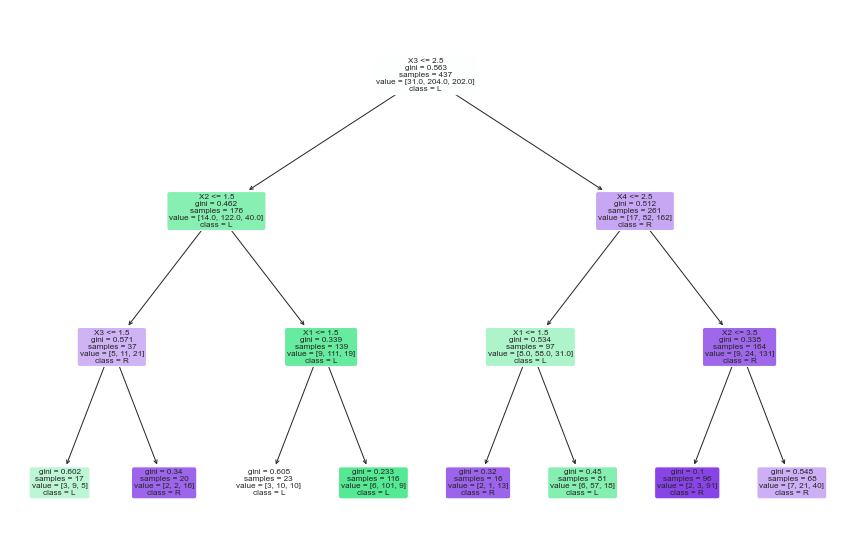 X3 <= 2.5
gini = 0.563
samples = 437
value = [31.0, 204.0, 202.0]
class = L
X2 <= 1.5
gini = 0.462
samples = 176
value = [14.0, 122.0, 40.0]
class = L
X4 <= 2.5
gini = 0.512
samples = 261
value = [17, 82, 162]
class = R
X3 <= 1.5
gini = 0.571
samples = 37
value = [5, 11, 21]
class = R
X1 <= 1.5
gini = 0.339
samples = 139
value = [9, 111, 19]
class = L
X1 <= 1.5
gini = 0.534
samples = 97
value = [8.0, 58.0, 31.0]
class = L
X2 <= 3.5
gini = 0.338
samples = 164
value = [9, 24, 131]
class = R
gini = 0.602
samples = 17
value = [3, 9, 5]
class = L
gini = 0.34
samples = 20
value = [2, 2, 16]
class = R
gini = 0.605
samples = 23
value = [3, 10, 10]
class = L
gini = 0.233
samples = 116
value = [6, 101, 9]
class = L
gini = 0.32
samples = 16
value = [2, 1, 13]
class = R
gini = 0.45
samples = 81
value = [6, 57, 18]
class = L
gini = 0.1
samples = 96
value = [2, 3, 91]
class = R
gini = 0.548
samples = 68
value = [7, 21, 40]
class = R